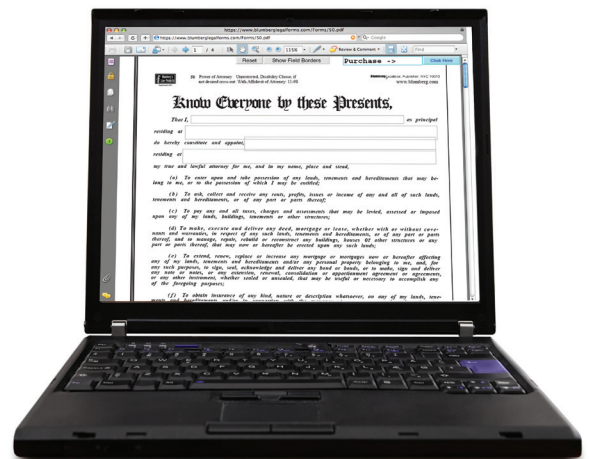 https://www.blumberglegalforms.com/Forms/50.pdf
https://www.blumberglegalforms.com/Forms/50.pdf
Google
1 / 4
115%
Review & Comment
Find
Reset Show Field Borders Purchase -> Click Here
50 Power of Attorney
www.blumberg.com
Know Everyone by these Presents,
That I, as principal
residing at
do hereby constitute and appoint,
residing at
my true and lawful attorney for me, and in my name, place and stead,
(a) To enter upon and take possession of any lands, tenements and hereditaments that may be-
long to me, or to the possession of which I may be entitled;
(b) To ask, collect and receive any rents, profits, issues or income of any and all of such lands,
tenements and hereditaments, or of any part or parts thereof;
(c) To pay any and all taxes, charges and assessments that may be levied, assessed or imposed
upon any of my lands, buildings, tenements or other structures;
(d) To make, execute and deliver any deed, mortgage or lease, whether with or without cove-
nants and warranties, in respect of any such lands, tenements and hereditaments, or of any part or parts
thereof, and to manage, repair, rebuild or reconstruct any buildings, houses or other structures or any
part or parts thereof, that may now or hereafter be erected upon any such lands;
(e) To extend, renew, replace or increase any mortgage or mortgages now or hereafter affecting
any of my lands, tenements and hereditaments and/or any personal property belonging to me, and, for
any such purposes, to sign, seal, acknowledge and deliver any bond or bonds, or to make, sign and deliver
any note or notes, or any extension, renewal, consolidation or apportionment agreement or agreements,
or any other instrument, whether sealed or unsealed, that may be useful or necessary to accomplish any
of the foregoing purposes;
(f) To obtain insurance of any kind, nature or description whatsoever, on any of my lands, tene-